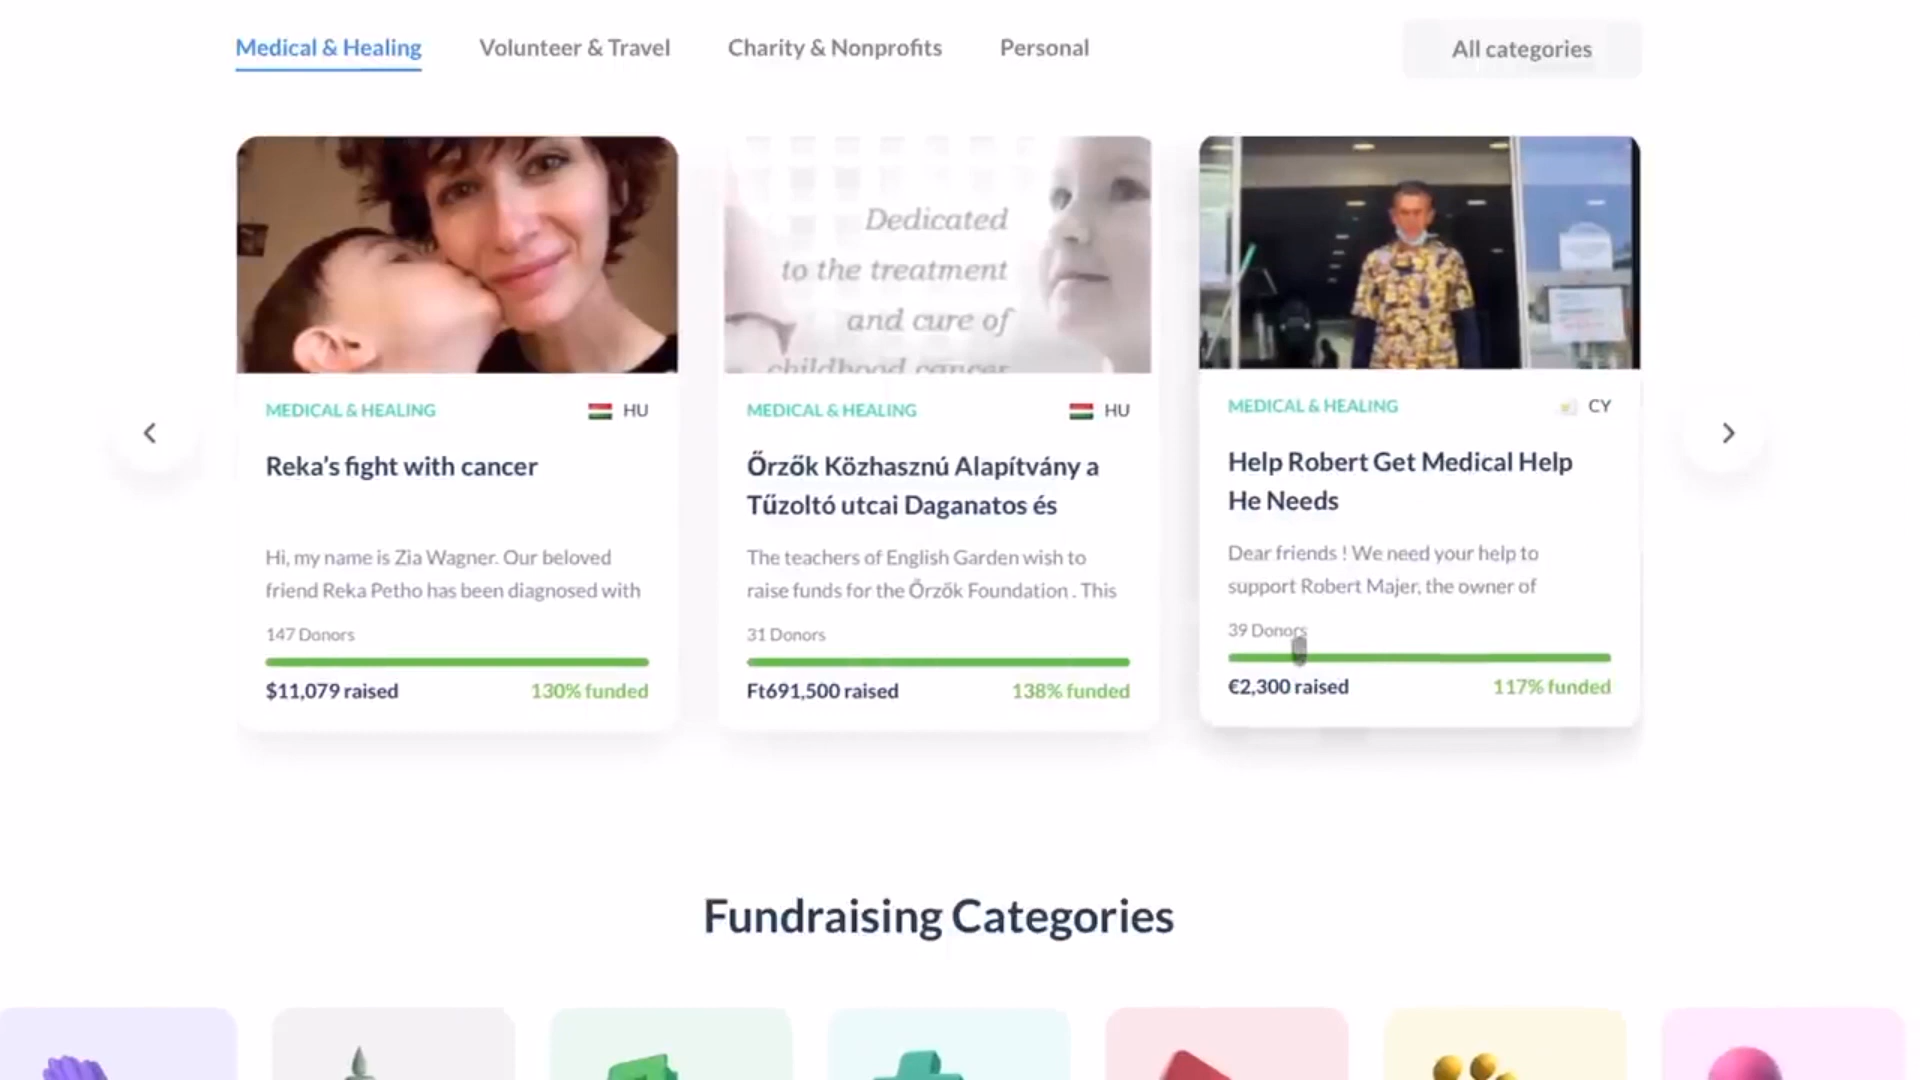 Medical & Healing
Volunteer & Travel
Charity & Nonprofits
Personal
All categories
Dedicated
to the treatment
and cure of
childhood cancer
MEDICAL & HEALING
HU
Reka's fight with cancer
Hi, my name is Zia Wagner. Our beloved
friend Reka Petho has been diagnosed with
147 Donors
$11,079 raised
130% funded
MEDICAL & HEALING
HU
Őrzők Közhasznú Alapítvány a
Tűzoltó utcai Daganatos és
The teachers of English Garden wish to
raise funds for the Őrzők Foundation . This
31 Donors
Ft691,500 raised
138% funded
MEDICAL & HEALING
CY
Help Robert Get Medical Help
He Needs
Dear friends ! We need your help to
support Robert Majer, the owner of
39 Donors
€2,300 raised
117% funded
Fundraising Categories